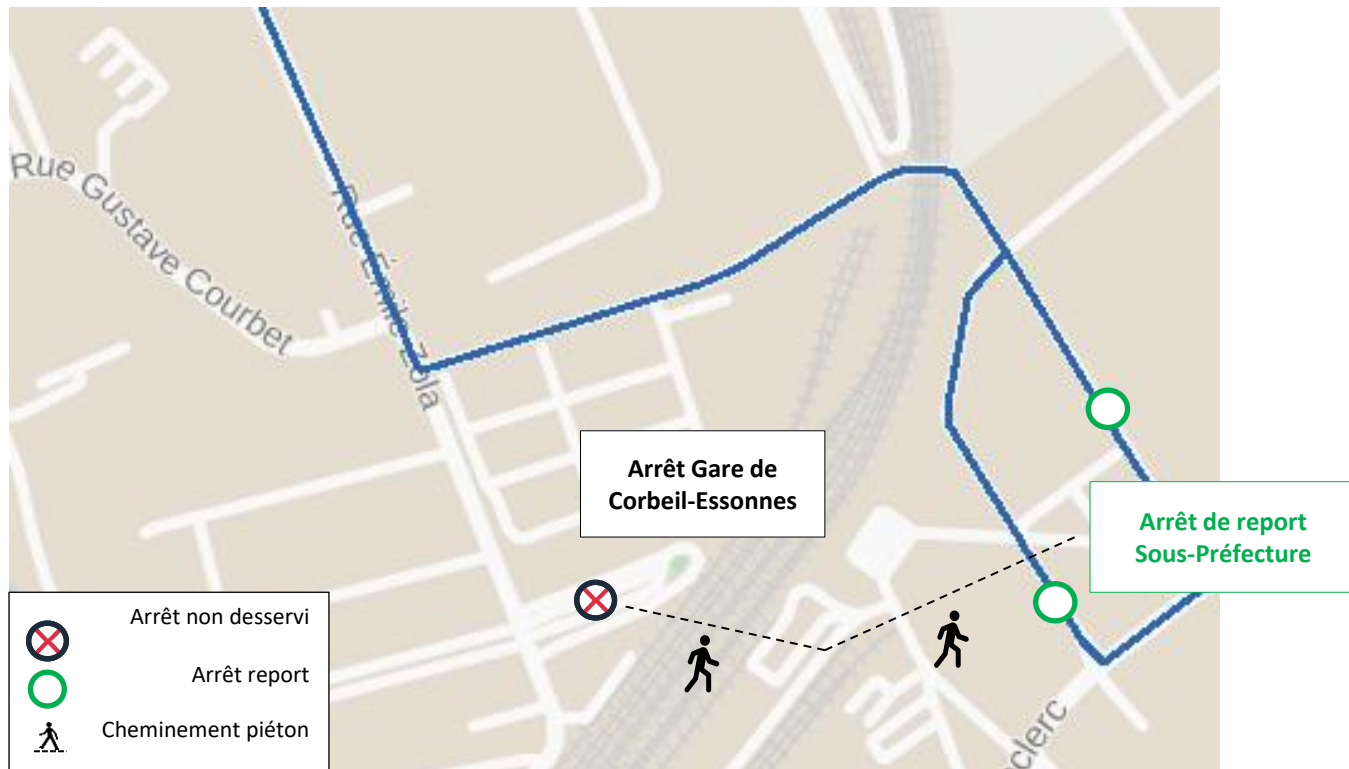 Rue Gustave Courbet
Rue Émile Zola
Arrêt Gare de
Corbeil-Essonnes
Arrêt de report
Sous-Préfecture
Arrêt non desservi
Arrêt report
Cheminement piéton
clerc